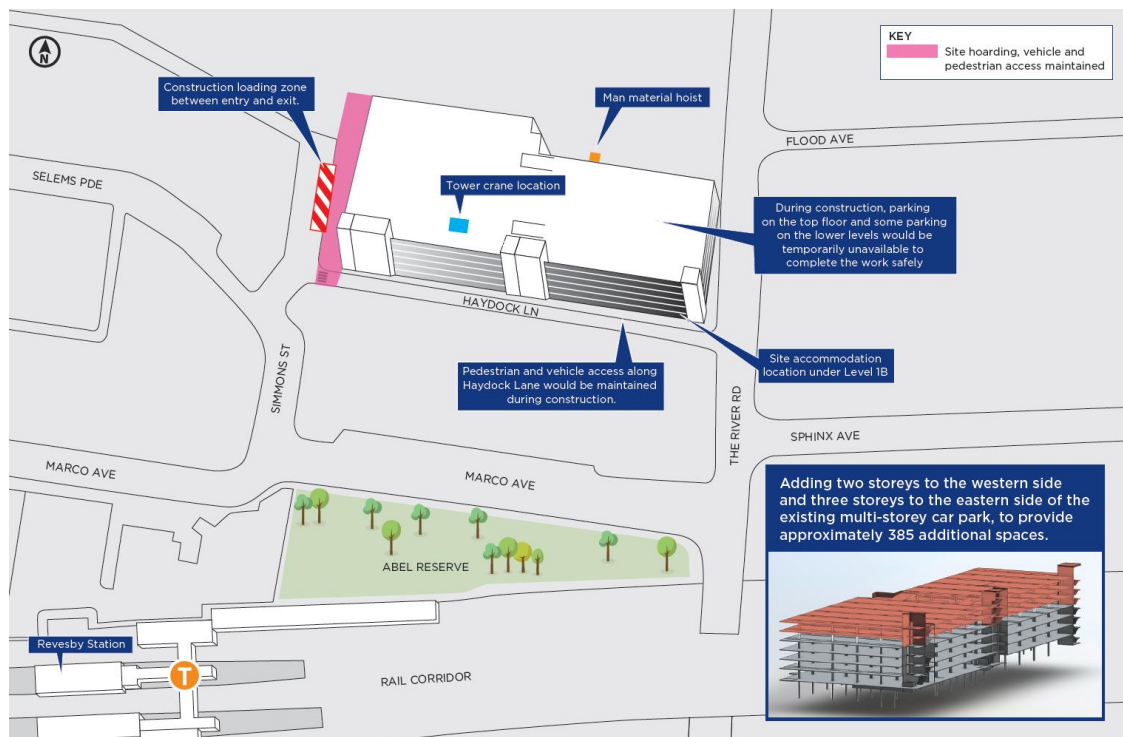 N
KEY
Site hoarding, vehicle and
pedestrian access maintained
Construction loading zone
between entry and exit.
Man material hoist
FLOOD AVE
SELEMS PDE
Tower crane location
During construction, parking
on the top floor and some parking
on the lower levels would be
temporarily unavailable to
complete the work safely
HAYDOCK LN
Site accommodation
location under Level 1B
Pedestrian and vehicle access along
Haydock Lane would be maintained
during construction.
SIMMONS ST
THE RIVER RD
SPHINX AVE
MARCO AVE
MARCO AVE
Adding two storeys to the western side
and three storeys to the eastern side of the
existing multi-storey car park, to provide
approximately 385 additional spaces.
ABEL RESERVE
Revesby Station
T
RAIL CORRIDOR